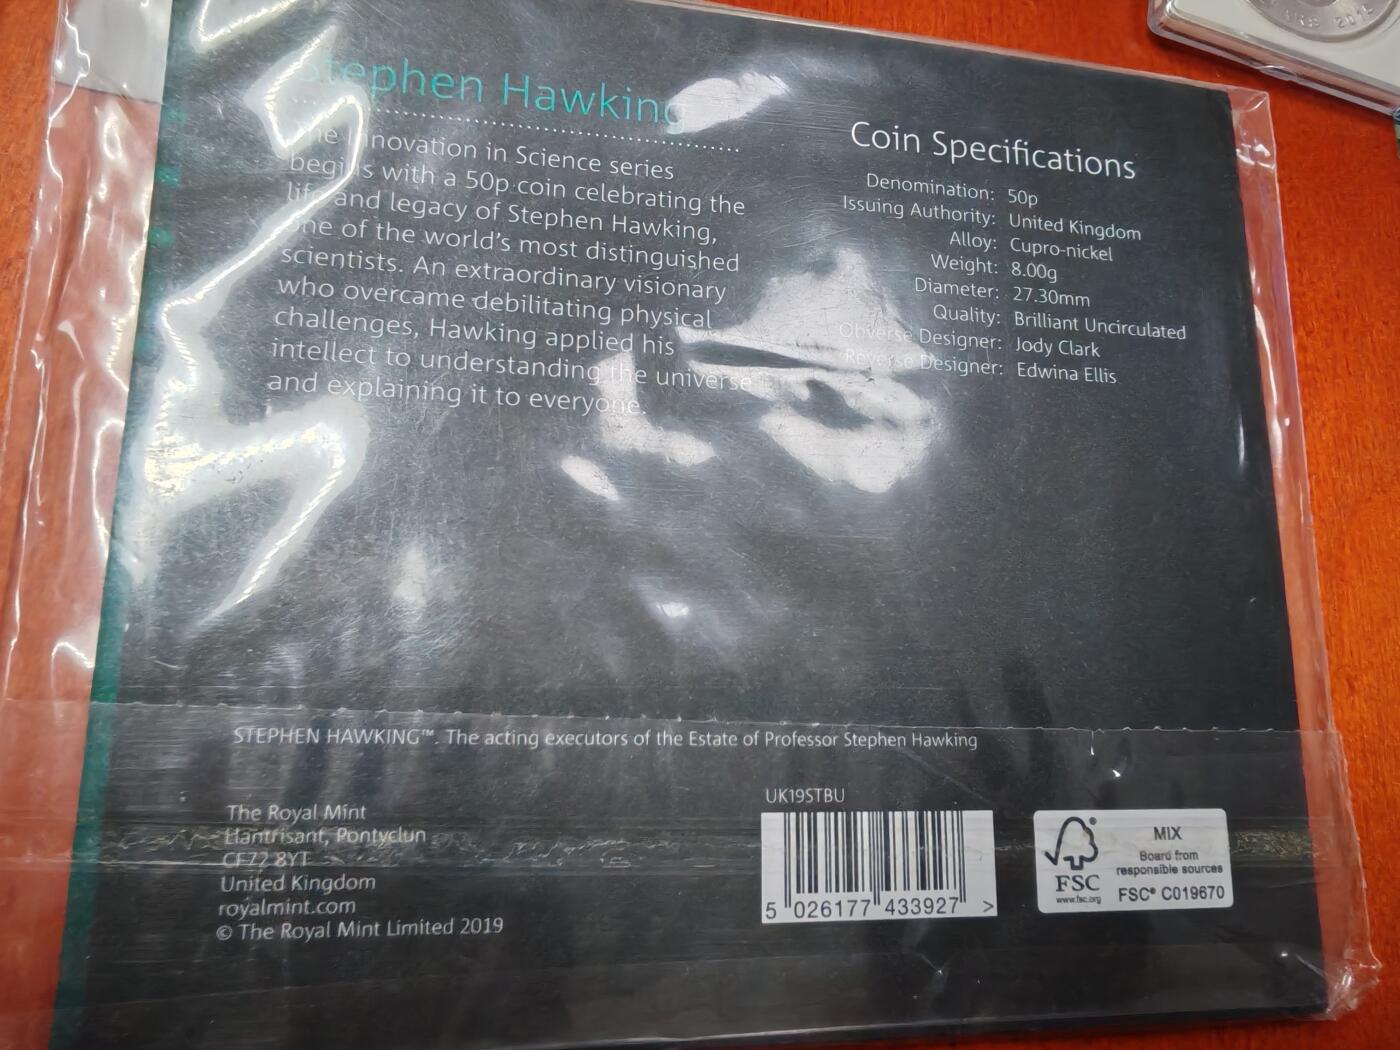 Stephen Hawking
The Innovation in Science series
begins with a 50p coin celebrating the
life and legacy of Stephen Hawking,
one of the world's most distinguished
scientists. An extraordinary visionary
who overcame debilitating physical
challenges, Hawking applied his
intellect to understanding the universe
and explaining it to everyone.
Coin Specifications
Denomination: 50p
Issuing Authority: United Kingdom
Alloy: Cupro-nickel
Weight: 8.00g
Diameter: 27.30mm
Quality: Brilliant Uncirculated
Obverse Designer: Jody Clark
Reverse Designer: Edwina Ellis
STEPHEN HAWKING™. The acting executors of the Estate of Professor Stephen Hawking
The Royal Mint
Llantrisant, Pontyclun
CF72 8YT
United Kingdom
royalmint.com
© The Royal Mint Limited 2019
UK19STBU
5 026177 433927 >
FSC
www.fsc.org
MIX
Board from
responsible sources
FSC® C019670